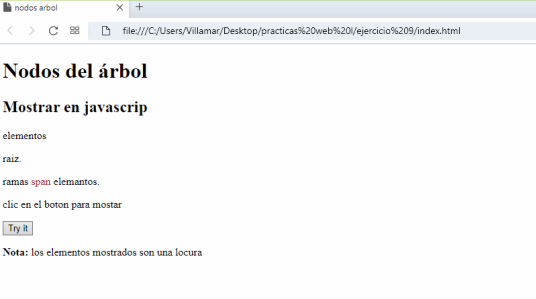 nodos arbol
file:///C:/Users/Villamar/Desktop/practicas%20web%20I/ejercicio%209/index.html
Nodos del árbol
Mostrar en javascrip
elementos
raiz.
ramas span elemantos.
clic en el boton para mostar
Try it
Nota: los elementos mostrados son una locura